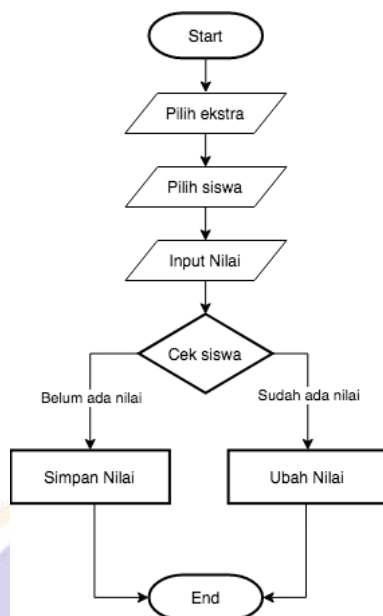 Start
Pilih ekstra
Pilih siswa
Input Nilai
Cek siswa
Belum ada nilai
Sudah ada nilai
Simpan Nilai
Ubah Nilai
End